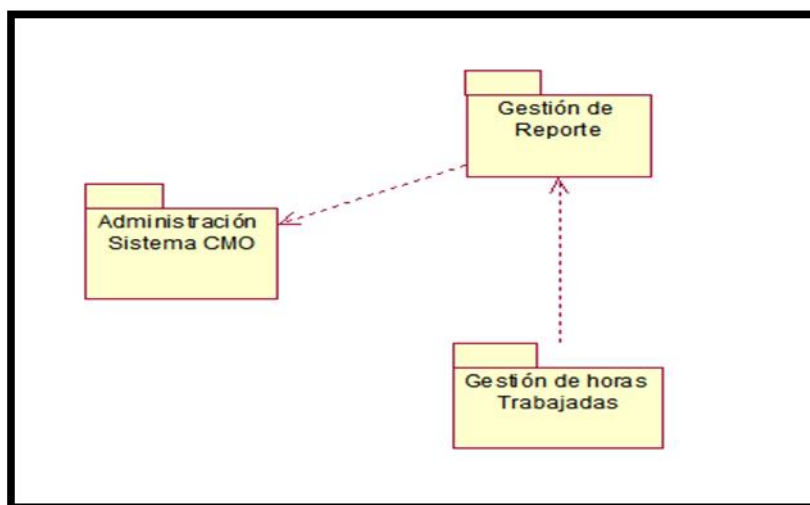 Gestión de
Reporte
Administración
Sistema CMO
Gestión de horas
Trabajadas